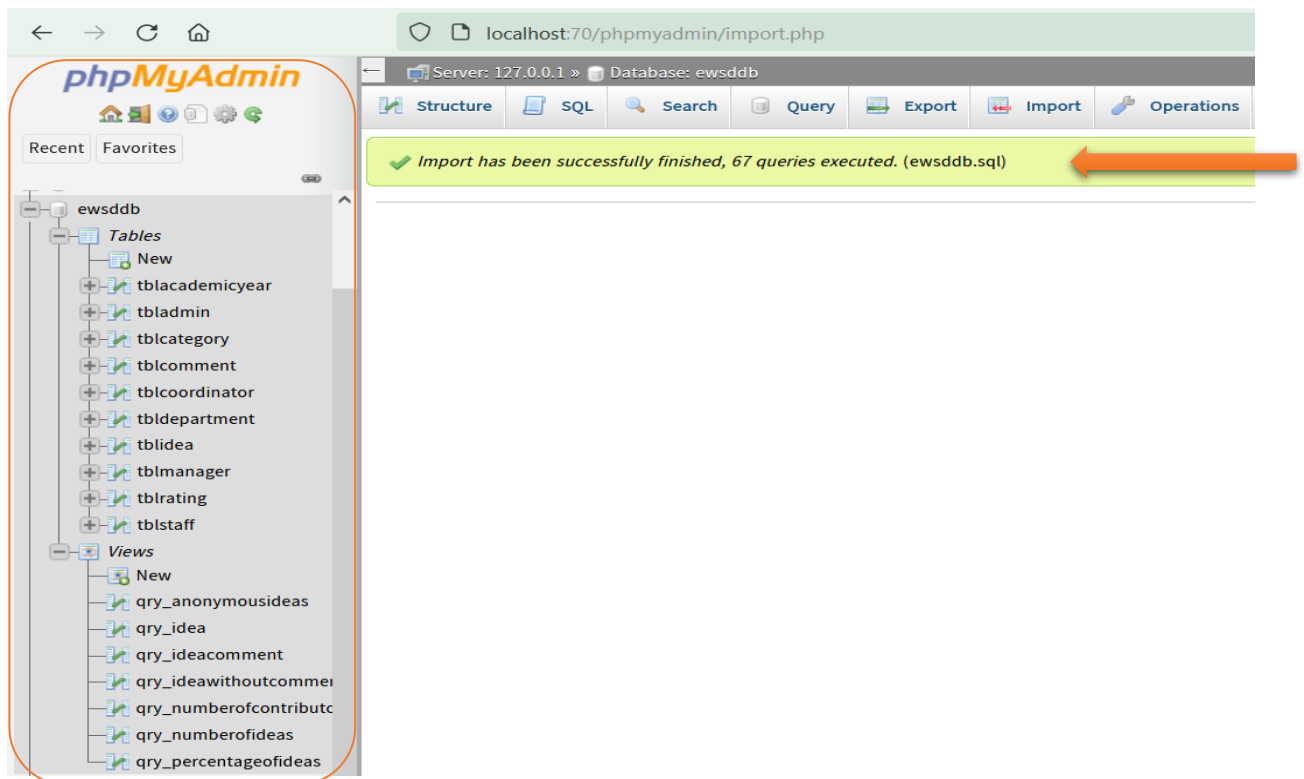 localhost:70/phpmyadmin/import.php
phpMyAdmin
Recent Favorites
ewsddb
Tables
New
tblacademicyear
tbladmin
tblcategory
tblcomment
tblcoordinator
tbldepartment
tblidea
tblmanager
tblrating
tblstaff
Views
New
qry_anonymousideas
qry_idea
qry_ideacomment
qry_ideawithoutcommen
qry_numberofcontributo
qry_numberofideas
qry_percentageofideas
Server: 127.0.0.1 » Database: ewsddb
Structure SQL Search Query Export Import Operations
Import has been successfully finished, 67 queries executed. (ewsddb.sql)